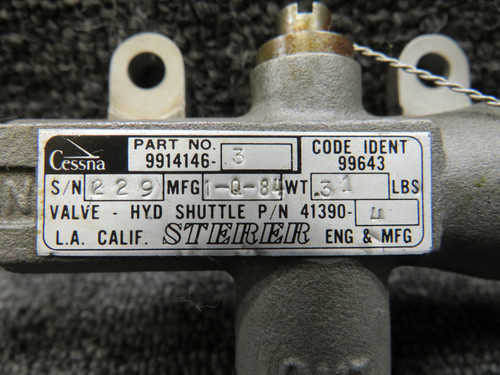 Cessna PART NO. 9914146-3 CODE IDENT 99643
S/N 229 MFG 1-Q-84 WT .31 LBS
VALVE - HYD SHUTTLE P/N 41390-4
L.A. CALIF. STERER ENG & MFG